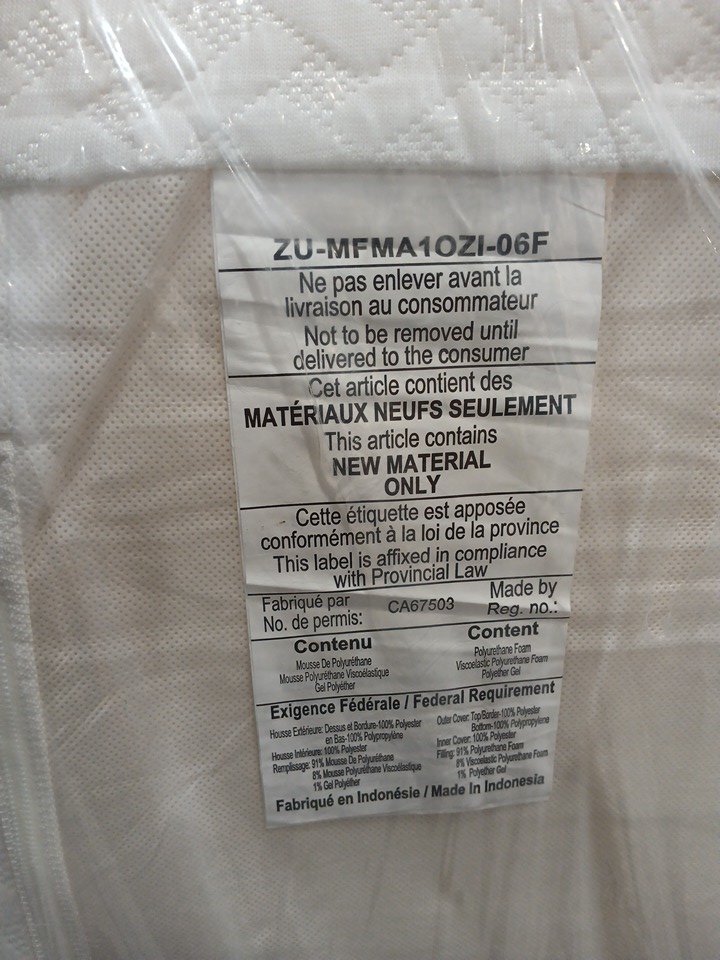 ZU-MFMA1OZI-06F
Ne pas enlever avant la
livraison au consommateur
Not to be removed until
delivered to the consumer
Cet article contient des
MATÉRIAUX NEUFS SEULEMENT
This article contains
NEW MATERIAL
ONLY
Cette étiquette est apposée
conformément à la loi de la province
This label is affixed in compliance
with Provincial Law
Fabriqué par
No. de permis:
CA67503
Made by
Reg. no.:
Contenu
Mousse De Polyuréthane
Mousse Polyuréthane Viscoélastique
Gel Polyéther
Content
Polyurethane Foam
Viscoelastic Polyurethane Foam
Polyether Gel
Exigence Fédérale / Federal Requirement
Housse Extérieure: Dessus et Bordure-100% Polyester
en Bas-100% Polypropylène
Housse Intérieure: 100% Polyester
Remplissage: 91% Mousse De Polyuréthane
8% Mousse Polyuréthane Viscoélastique
1% Gel Polyéther
Outer Cover: Top/Border-100% Polyester
Bottom-100% Polypropylene
Inner Cover: 100% Polyester
Filling: 91% Polyurethane Foam
8% Viscoelastic Polyurethane Foam
1% Polyether Gel
Fabriqué en Indonésie / Made In Indonesia